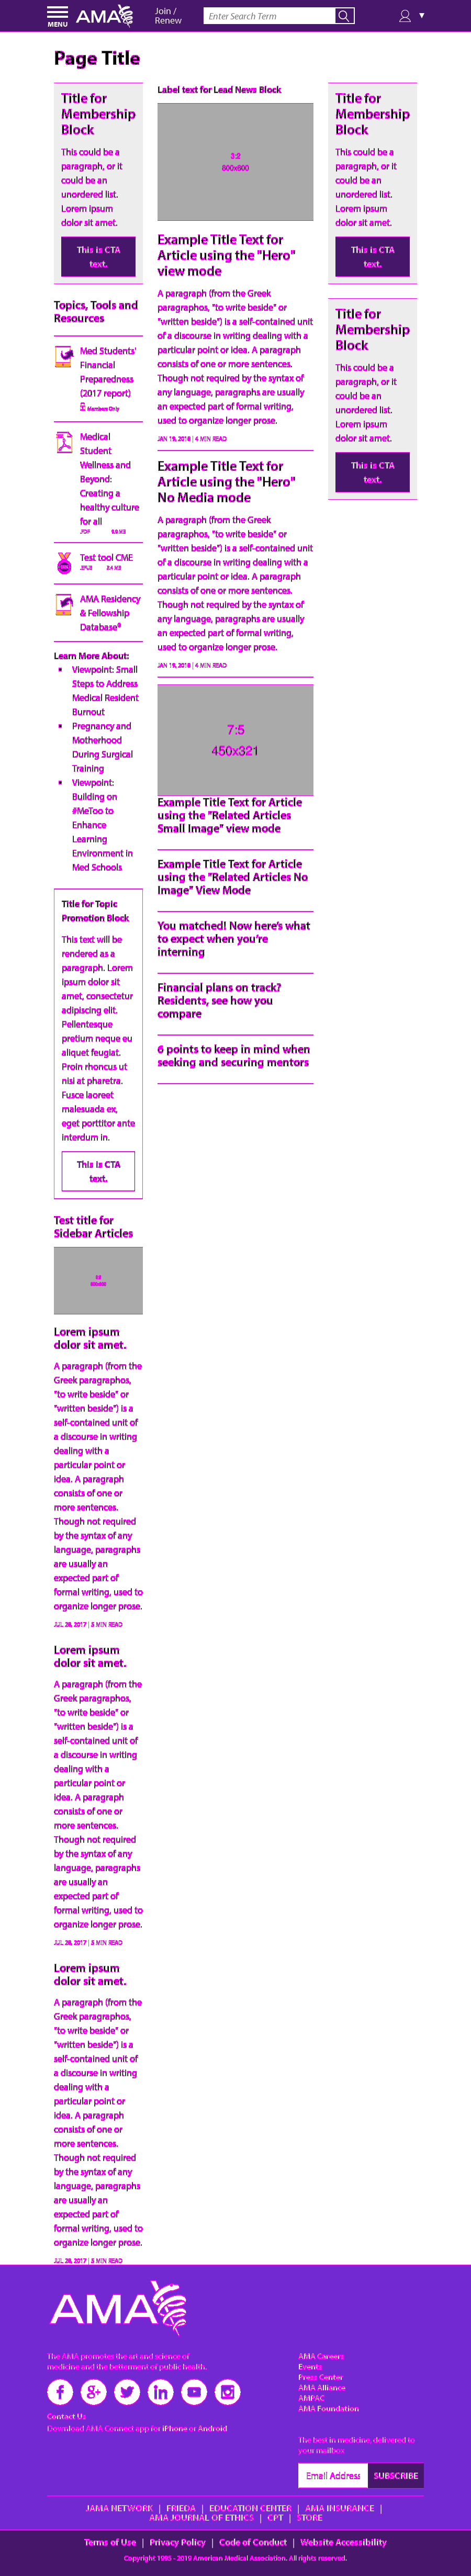 MENU
AMA
Join /
Renew
Enter Search Term
Page Title
Title for
Membership
Block
This could be a
paragraph, or it
could be an
unordered list.
Lorem ipsum
dolor sit amet.
This is CTA
text.
Topics, Tools and
Resources
Med Students'
Financial
Preparedness
(2017 report)
Members Only
Medical
Student
Wellness and
Beyond:
Creating a
healthy culture
for all
.PDF
Test tool CME
AMA Residency
& Fellowship
Database®
Learn More About:
Viewpoint: Small
Steps to Address
Medical Resident
Burnout
Pregnancy and
Motherhood
During Surgical
Training
Viewpoint:
Building on
#MeToo to
Enhance
Learning
Environment in
Med Schools
Title for Topic
Promotion Block
This text will be
rendered as a
paragraph. Lorem
ipsum dolor sit
amet, consectetur
adipiscing elit.
Pellentesque
pretium neque eu
aliquet feugiat.
Proin rhoncus ut
nisi at pharetra.
Fusce laoreet
malesuada ex,
eget porttitor ante
interdum in.
This is CTA
text.
Test title for
Sidebar Articles
Lorem ipsum
dolor sit amet.
A paragraph (from the
Greek paragraphos,
"to write beside" or
"written beside") is a
self-contained unit of
a discourse in writing
dealing with a
particular point or
idea. A paragraph
consists of one or
more sentences.
Though not required
by the syntax of any
language, paragraphs
are usually an
expected part of
formal writing, used to
organize longer prose.
JUL 28, 2017 | 5 MIN READ
Lorem ipsum
dolor sit amet.
A paragraph (from the
Greek paragraphos,
"to write beside" or
"written beside") is a
self-contained unit of
a discourse in writing
dealing with a
particular point or
idea. A paragraph
consists of one or
more sentences.
Though not required
by the syntax of any
language, paragraphs
are usually an
expected part of
formal writing, used to
organize longer prose.
JUL 28, 2017 | 5 MIN READ
Lorem ipsum
dolor sit amet.
A paragraph (from the
Greek paragraphos,
"to write beside" or
"written beside") is a
self-contained unit of
a discourse in writing
dealing with a
particular point or
idea. A paragraph
consists of one or
more sentences.
Though not required
by the syntax of any
language, paragraphs
are usually an
expected part of
formal writing, used to
organize longer prose.
JUL 28, 2017 | 5 MIN READ
Label text for Lead News Block
3:2
Example Title Text for
Article using the "Hero"
view mode
A paragraph (from the Greek
paragraphos, "to write beside" or
"written beside") is a self-contained unit
of a discourse in writing dealing with a
particular point or idea. A paragraph
consists of one or more sentences.
Though not required by the syntax of
any language, paragraphs are usually
an expected part of formal writing,
used to organize longer prose.
JAN 19, 2018 | 4 MIN READ
Example Title Text for
Article using the "Hero"
No Media mode
A paragraph (from the Greek
paragraphos, "to write beside" or
"written beside") is a self-contained unit
of a discourse in writing dealing with a
particular point or idea. A paragraph
consists of one or more sentences.
Though not required by the syntax of
any language, paragraphs are usually
an expected part of formal writing,
used to organize longer prose.
JAN 19, 2018 | 4 MIN READ
7:5
450x321
Example Title Text for Article
using the "Related Articles
Small Image" view mode
Example Title Text for Article
using the "Related Articles No
Image" View Mode
You matched! Now here's what
to expect when you're
interning
Financial plans on track?
Residents, see how you
compare
6 points to keep in mind when
seeking and securing mentors
Title for
Membership
Block
This could be a
paragraph, or it
could be an
unordered list.
Lorem ipsum
dolor sit amet.
This is CTA
text.
Title for
Membership
Block
This could be a
paragraph, or it
could be an
unordered list.
Lorem ipsum
dolor sit amet.
This is CTA
text.
AMA
The AMA promotes the art and science of
medicine and the betterment of public health.
Contact Us
Download AMA Connect app for iPhone or Android
AMA Careers
Events
Press Center
AMA Alliance
AMPAC
AMA Foundation
The best in medicine, delivered to
your mailbox
Email Address
SUBSCRIBE
JAMA NETWORK | FRIEDA | EDUCATION CENTER | AMA INSURANCE |
AMA JOURNAL OF ETHICS | CPT | STORE
Terms of Use | Privacy Policy | Code of Conduct | Website Accessibility
Copyright 1995 - 2019 American Medical Association. All rights reserved.